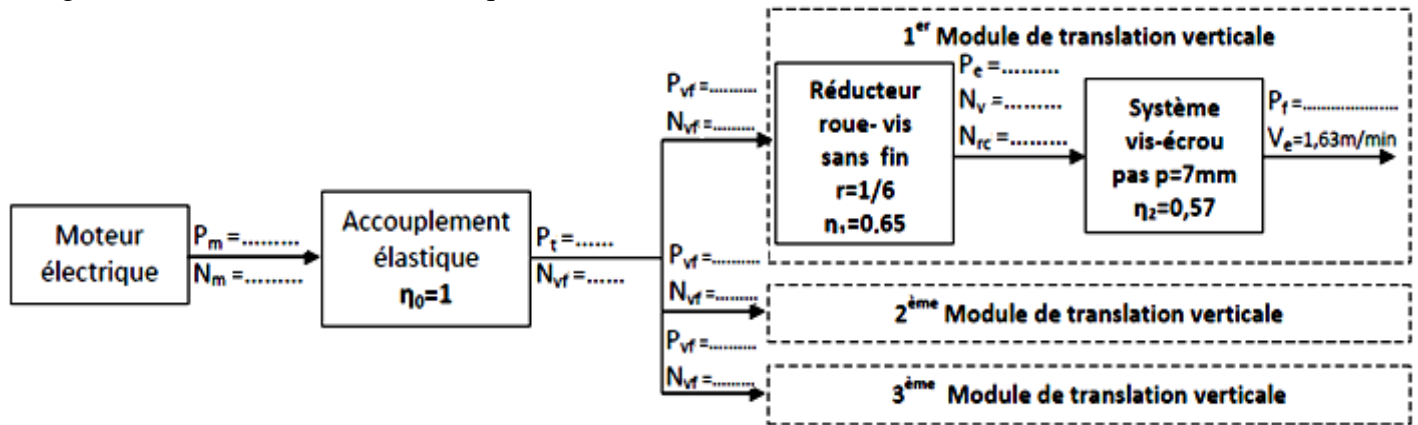 1er Module de translation verticale
Pvf =..........
Nvf =..........
Réducteur
roue- vis
sans fin
r=1/6
η1=0.65
Pe =.........
Nv =.........
Nrc =.........
Système
vis-écrou
pas p=7mm
η2=0,57
Pf =.....................
Ve=1,63m/min
Moteur
électrique
Pm =.........
Nm =.........
Accouplement
élastique
η0=1
Pt =......
Nvf =......
Pvf =..........
Nvf =..........
2ème Module de translation verticale
Pvf =..........
Nvf =..........
3ème Module de translation verticale